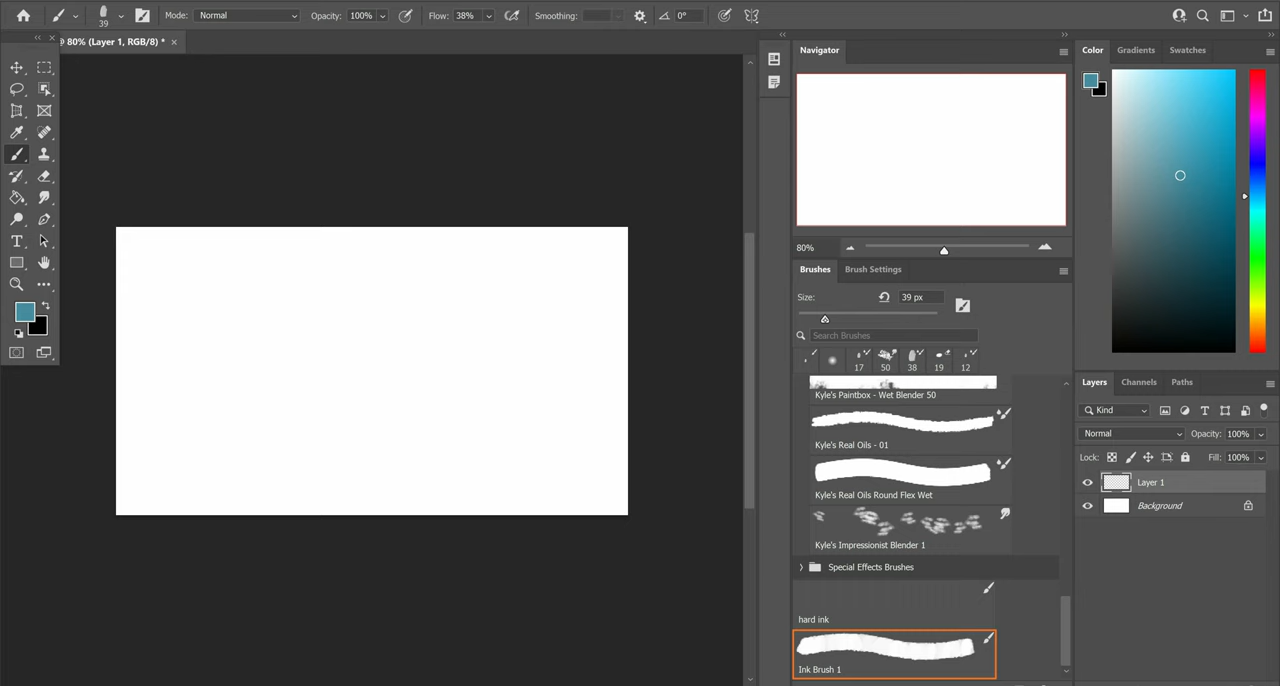 39 Mode: Normal Opacity: 100% Flow: 38% Smoothing: 0°
@ 80% (Layer 1, RGB/8) *
Navigator
80%
Brushes Brush Settings
Size: 39 px
Search Brushes
17 50 38 19 12
Kyle's Paintbox - Wet Blender 50
Kyle's Real Oils - 01
Kyle's Real Oils Round Flex Wet
Kyle's Impressionist Blender 1
Special Effects Brushes
hard ink
Ink Brush 1
Color Gradients Swatches
Layers Channels Paths
Kind
Normal Opacity: 100%
Lock: Fill: 100%
Layer 1
Background